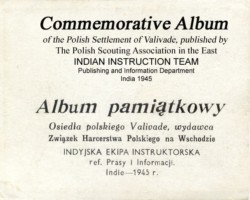 Commemorative Album
of the Polish Settlement of Valivade, published by
The Polish Scouting Association in the East
INDIAN INSTRUCTION TEAM
Publishing and Information Department
India 1945
Album pamiątkowy
Osiedla polskiego Valivade, wydawca
Związek Harcerstwa Polskiego na Wschodzie
INDYJSKA EKIPA INSTRUKTORSKA
ref. Prasy i Informacji.
Indie—1945 r.